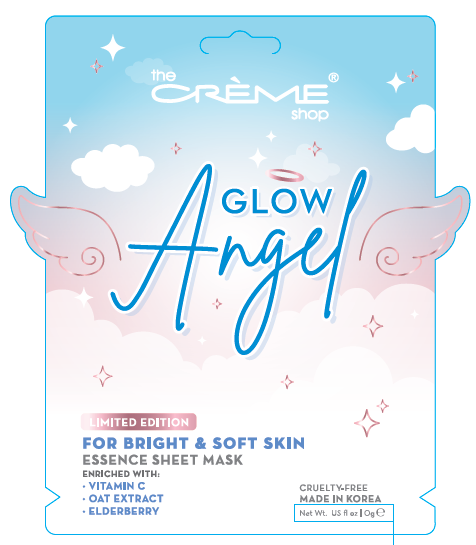 the
CRÈME®
shop
GLOW
Angel
LIMITED EDITION
FOR BRIGHT & SOFT SKIN
ESSENCE SHEET MASK
ENRICHED WITH:
• VITAMIN C
• OAT EXTRACT
• ELDERBERRY
CRUELTY-FREE
MADE IN KOREA
Net Wt. US fl oz | 0g ℮